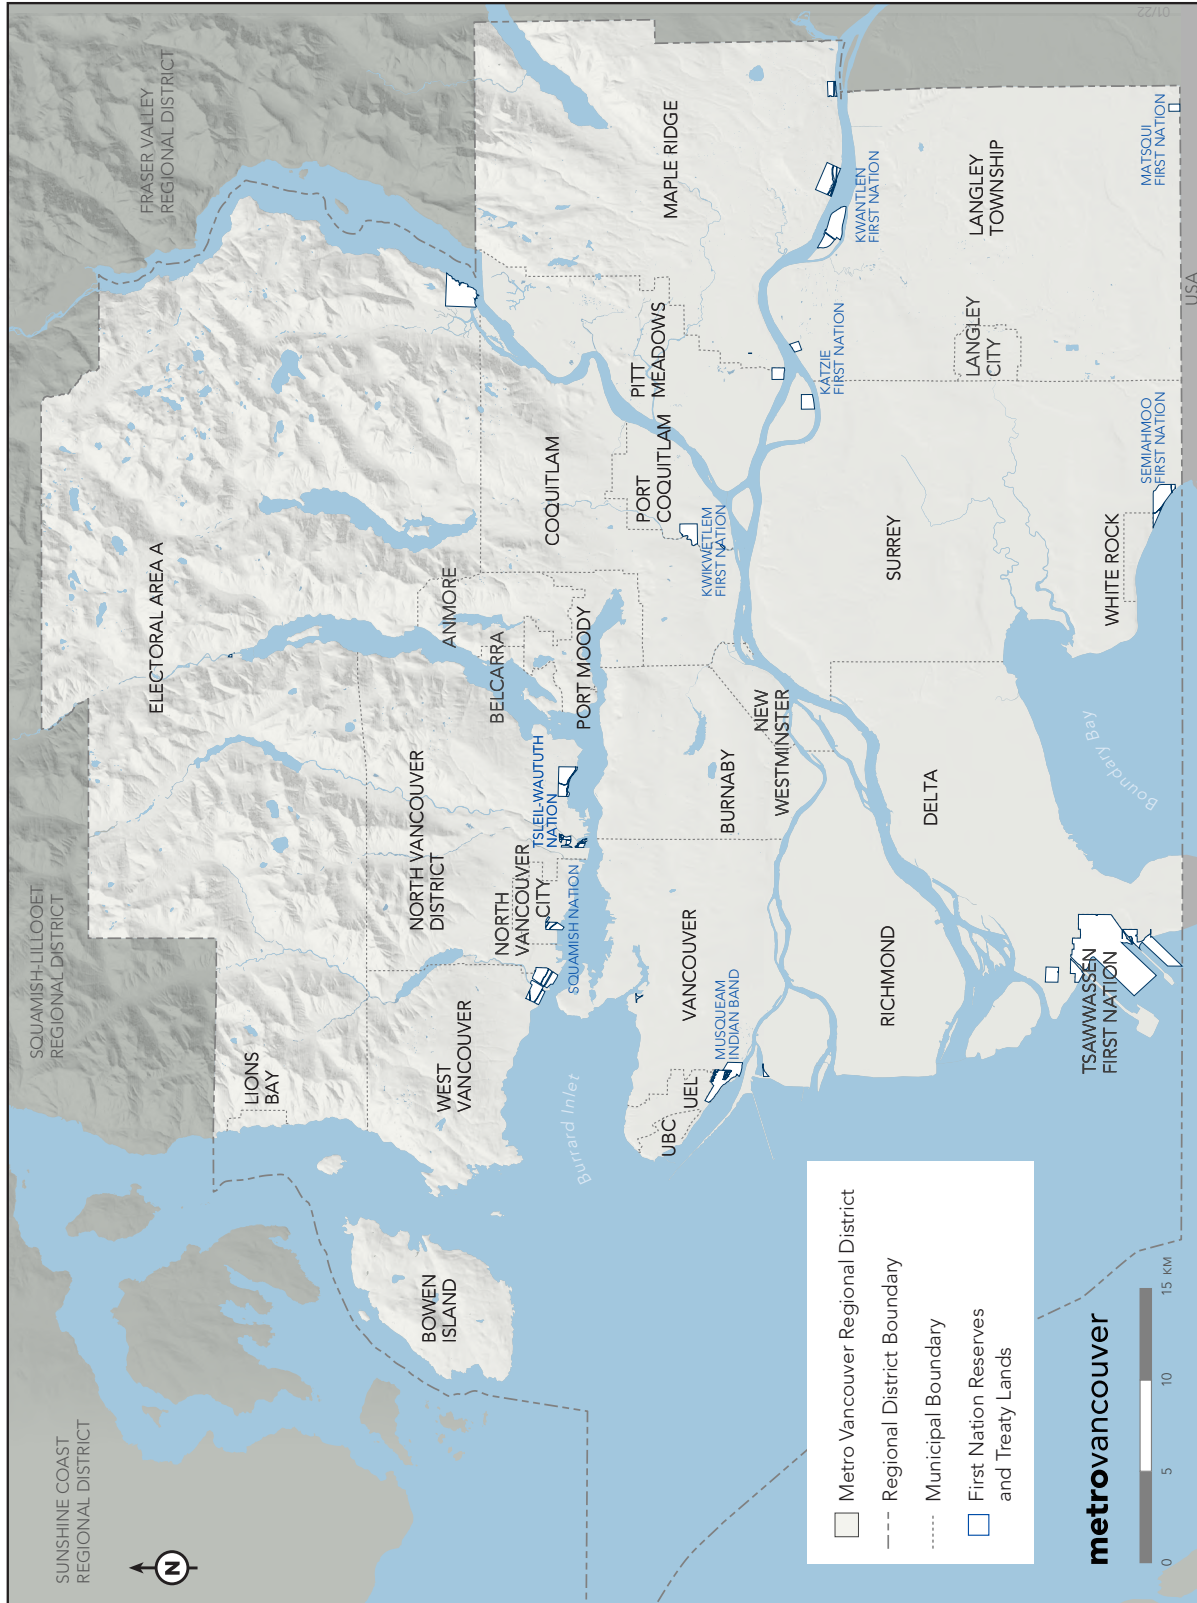 SUNSHINE COAST
REGIONAL DISTRICT
SQUAMISH-LILLOOET
REGIONAL DISTRICT
FRASER VALLEY
REGIONAL DISTRICT
N
ELECTORAL AREA A
LIONS
BAY
BOWEN
ISLAND
WEST
VANCOUVER
NORTH VANCOUVER
DISTRICT
NORTH
VANCOUVER
CITY
BELCARRA
ANMORE
COQUITLAM
PORT MOODY
PORT
COQUITLAM
PITT
MEADOWS
MAPLE RIDGE
TSLEIL-WAUTUTH
NATION
SQUAMISH NATION
Burrard Inlet
UBC
UEL
VANCOUVER
BURNABY
NEW
WESTMINSTER
MUSQUEAM
INDIAN BAND
KWIKWETLEM
FIRST NATION
KATZIE
FIRST NATION
KWANTLEN
FIRST NATION
RICHMOND
DELTA
SURREY
LANGLEY
CITY
LANGLEY
TOWNSHIP
TSAWWASSEN
FIRST NATION
Boundary Bay
WHITE ROCK
SEMIAHMOO
FIRST NATION
MATSQUI
FIRST NATION
USA
01/22
Metro Vancouver Regional District
Regional District Boundary
Municipal Boundary
First Nation Reserves
and Treaty Lands
metrovancouver
0 5 10 15 KM